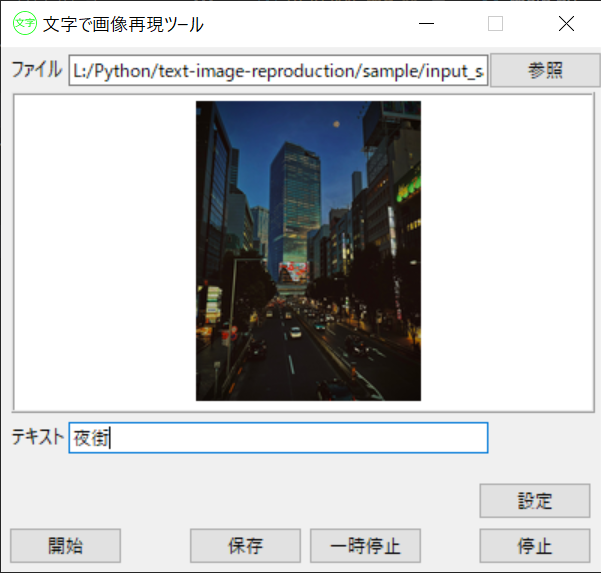 文字 文字で画像再現ツール
ファイル L:/Python/text-image-reproduction/sample/input_s 参照
テキスト 夜街
設定
開始 保存 一時停止 停止